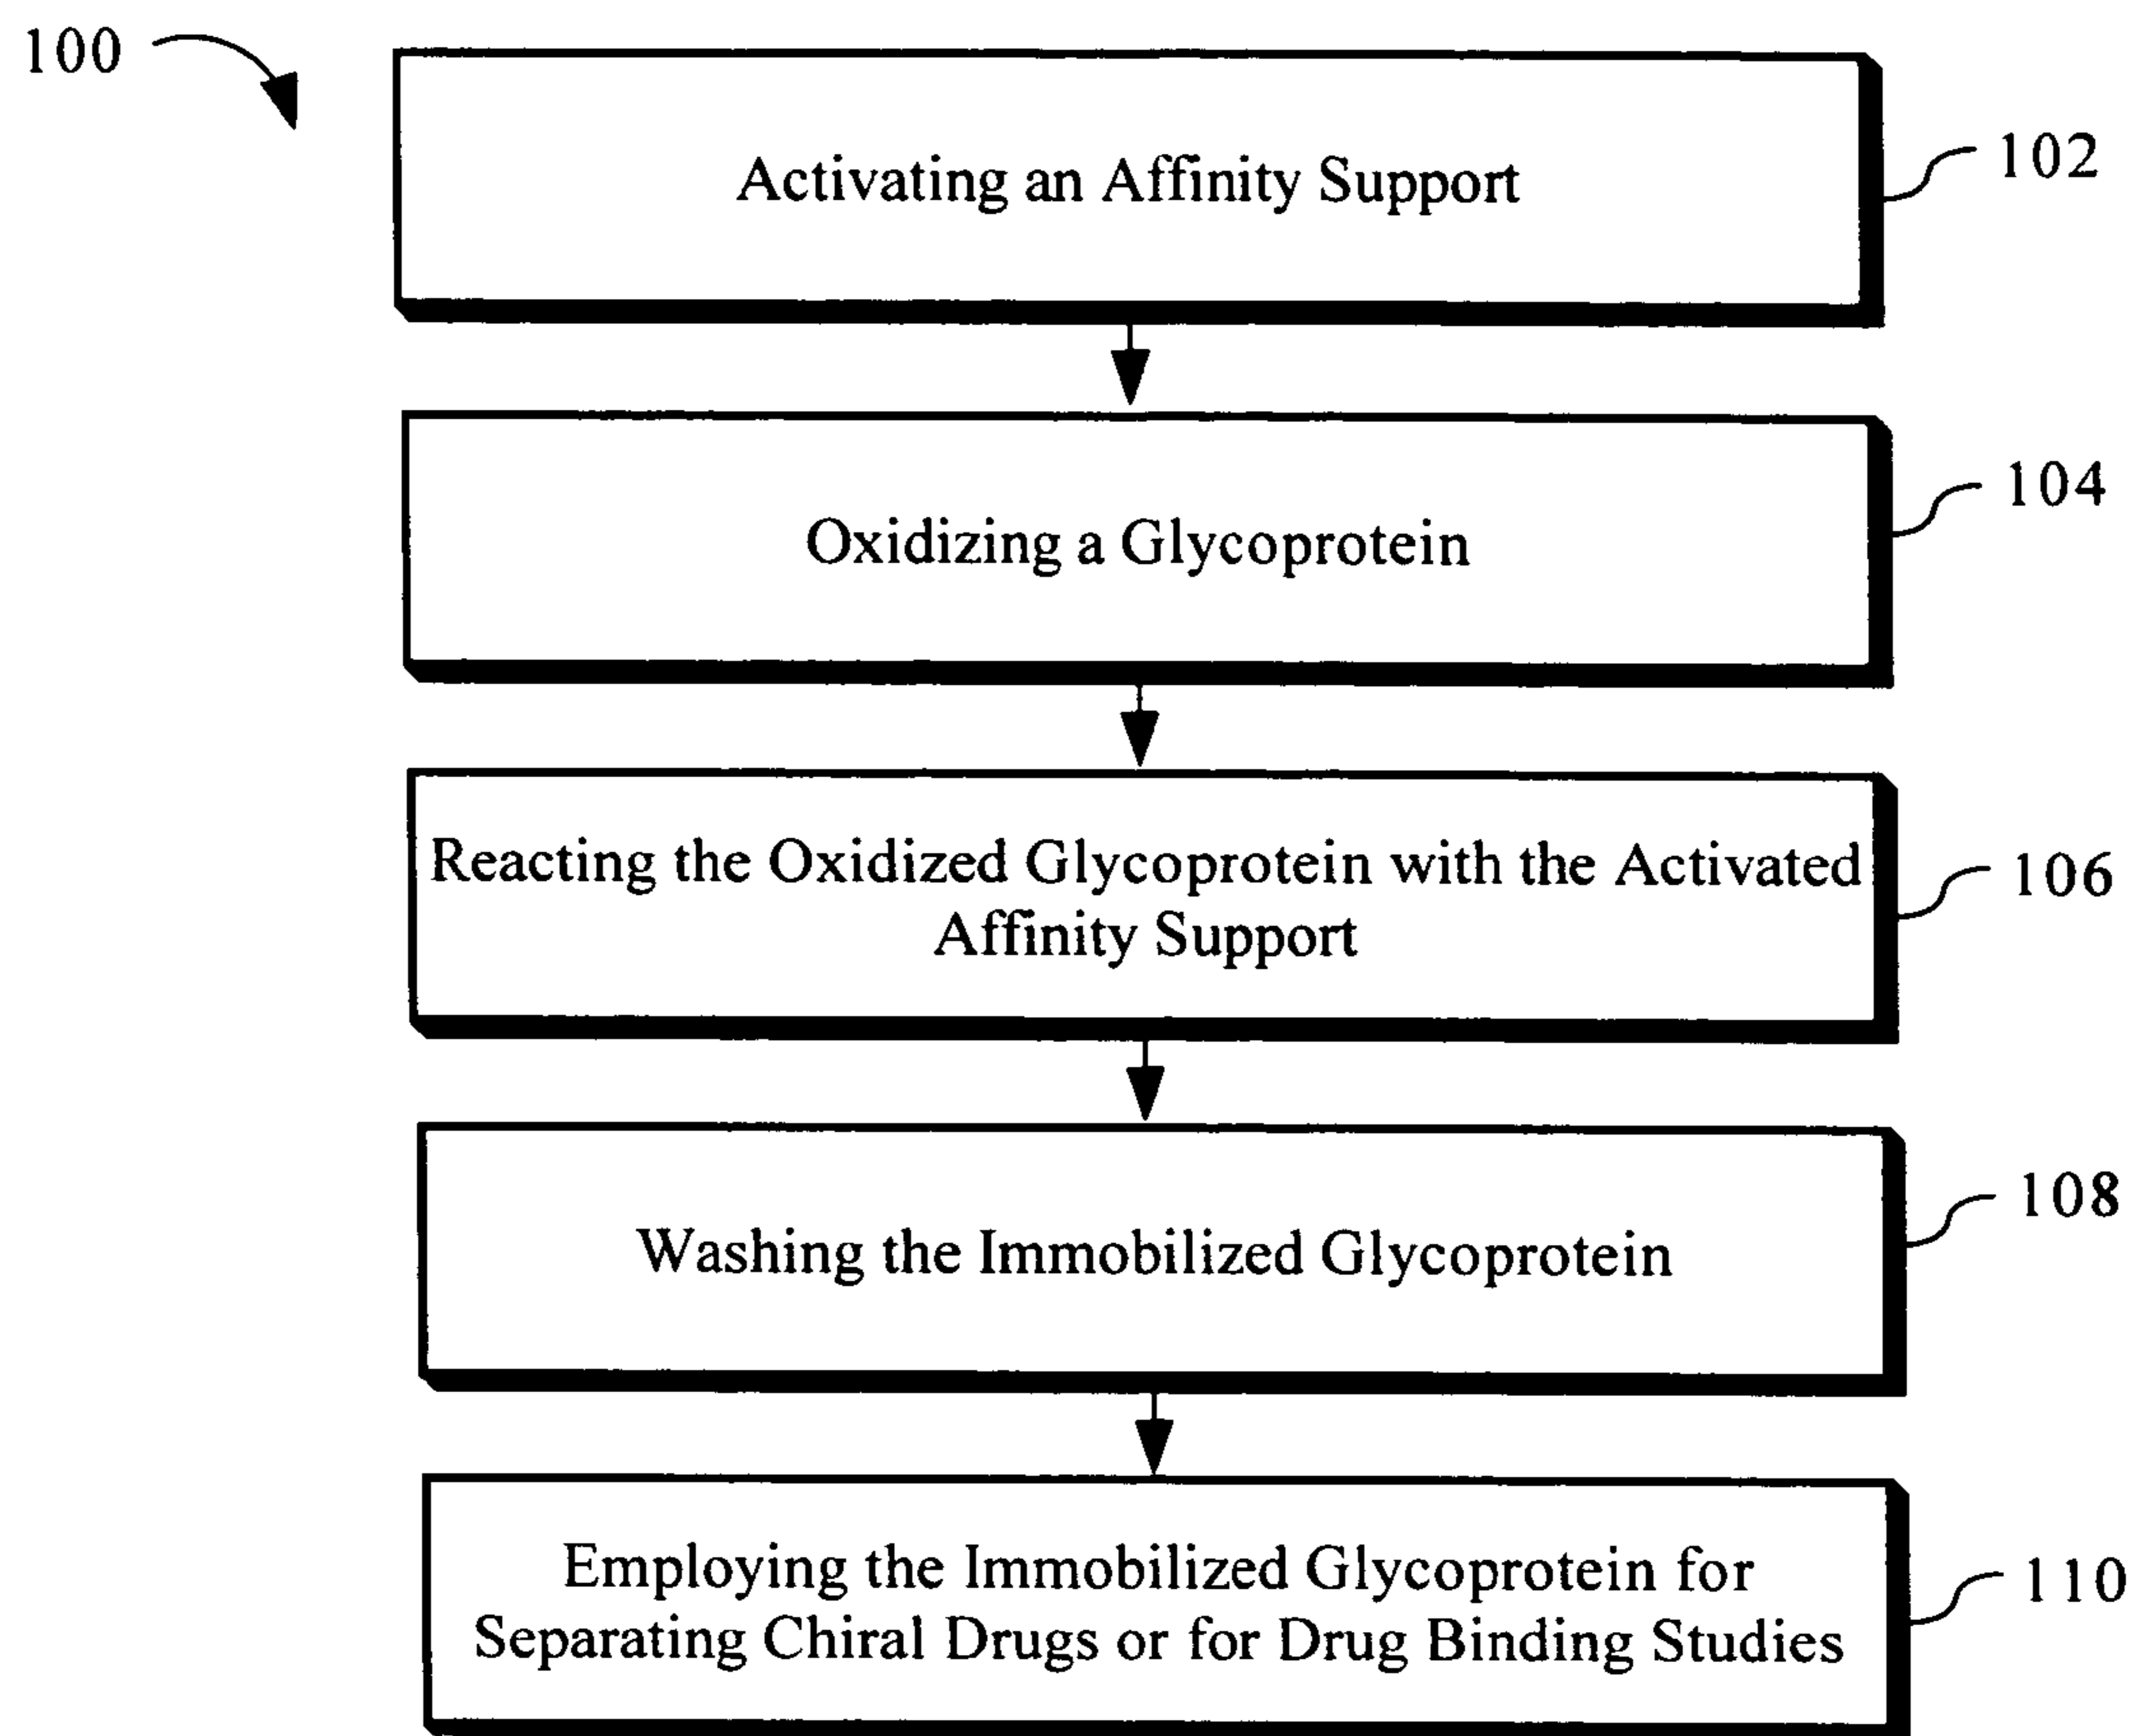 100
Activating an Affinity Support
102
Oxidizing a Glycoprotein
104
Reacting the Oxidized Glycoprotein with the Activated
Affinity Support
106
Washing the Immobilized Glycoprotein
108
Employing the Immobilized Glycoprotein for
Separating Chiral Drugs or for Drug Binding Studies
110